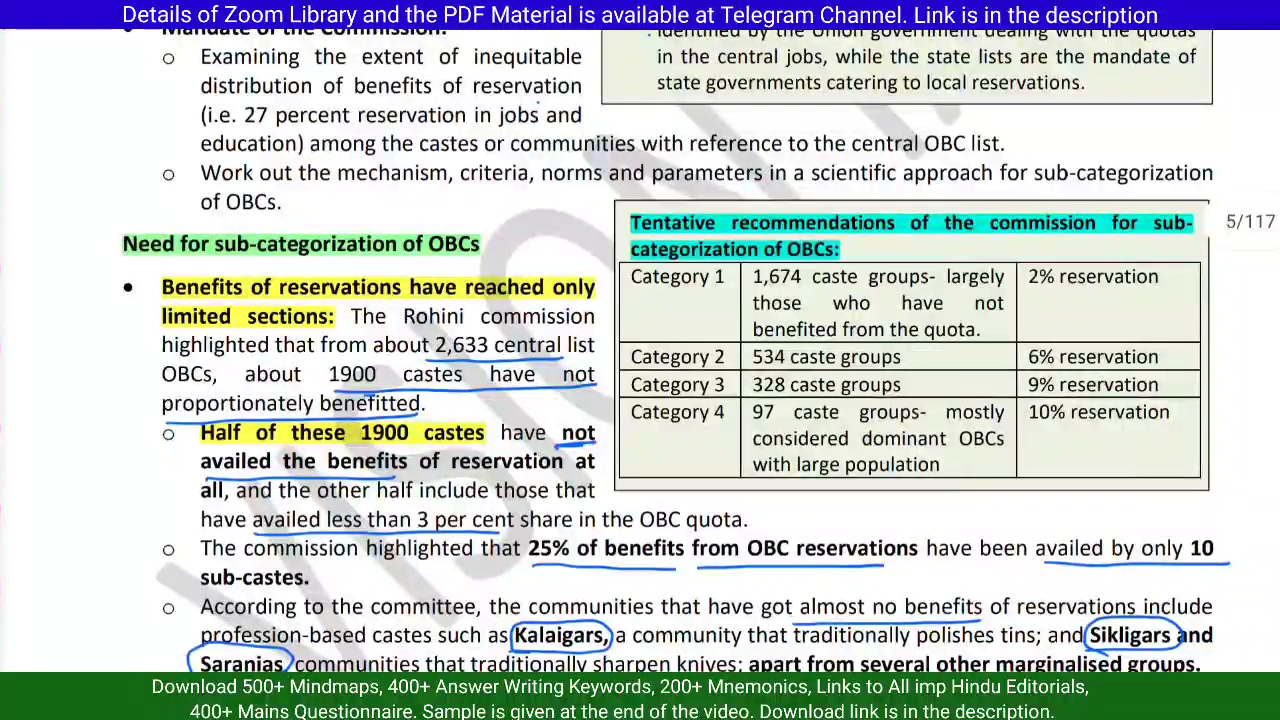 Details of Zoom Library and the PDF Material is available at Telegram Channel. Link is in the description
Mandate of the Commission:
○ Examining the extent of inequitable
distribution of benefits of reservation
(i.e. 27 percent reservation in jobs and
education) among the castes or communities with reference to the central OBC list.
○ Work out the mechanism, criteria, norms and parameters in a scientific approach for sub-categorization
of OBCs.
identified by the Union government dealing with the quotas
in the central jobs, while the state lists are the mandate of
state governments catering to local reservations.
5/117
Need for sub-categorization of OBCs
• Benefits of reservations have reached only
limited sections: The Rohini commission
highlighted that from about 2,633 central list
OBCs, about 1900 castes have not
proportionately benefitted.
○ Half of these 1900 castes have not
availed the benefits of reservation at
all, and the other half include those that
have availed less than 3 per cent share in the OBC quota.
○ The commission highlighted that 25% of benefits from OBC reservations have been availed by only 10
sub-castes.
○ According to the committee, the communities that have got almost no benefits of reservations include
profession-based castes such as Kalaigars, a community that traditionally polishes tins; and Sikligars and
Saranias, communities that traditionally sharpen knives; apart from several other marginalised groups.
Tentative recommendations of the commission for sub-
categorization of OBCs:
Category 1 1,674 caste groups- largely 2% reservation
those who have not
benefited from the quota.
Category 2 534 caste groups 6% reservation
Category 3 328 caste groups 9% reservation
Category 4 97 caste groups- mostly 10% reservation
considered dominant OBCs
with large population
Download 500+ Mindmaps, 400+ Answer Writing Keywords, 200+ Mnemonics, Links to All imp Hindu Editorials,
400+ Mains Questionnaire. Sample is given at the end of the video. Download link is in the description.